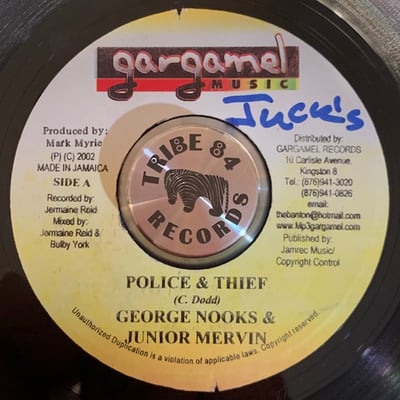 gargamel
MUSIC
Juck's
Produced by:
Mark Myrie
(P) (C) 2002
MADE IN JAMAICA
SIDE A
Recorded by:
Jermaine Reid
Mixed by:
Jermaine Reid &
Bulby York
TRIBE 84
RECORDS
Distributed by:
GARGAMEL RECORDS
10 Carlisle Avenue,
Kingston 8
Tel.: (876)941-3020
(876)941-0826
email:
thebanton@hotmail.com
www.Mp3gargamel.com
Published by:
Jamrec Music/
Copyright Control
POLICE & THIEF
(C. Dodd)
GEORGE NOOKS &
JUNIOR MERVIN
Unauthorized Duplication is a violation of applicable laws. Copyright.